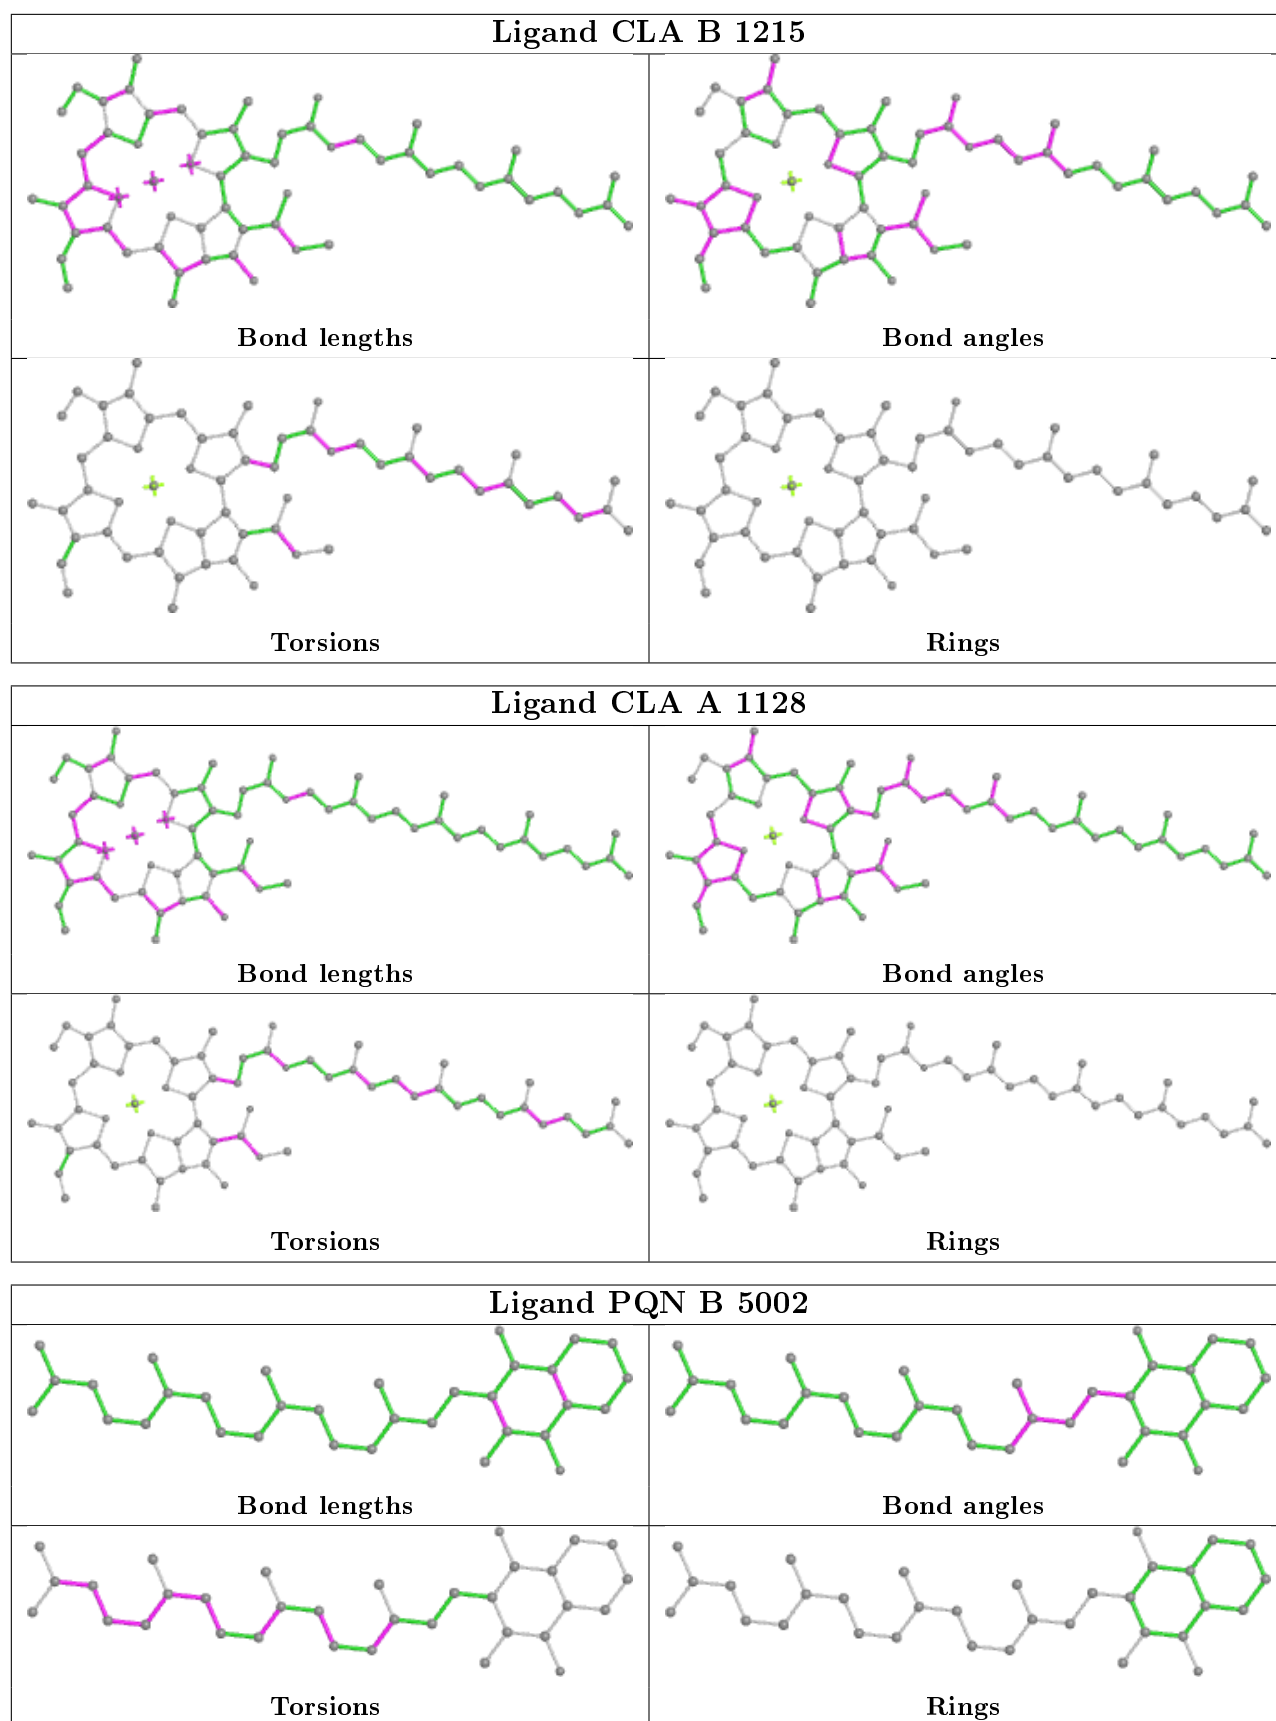 Ligand CLA B 1215
Bond lengths
Bond angles
Torsions
Rings
Ligand CLA A 1128
Bond lengths
Bond angles
Torsions
Rings
Ligand PQN B 5002
Bond lengths
Bond angles
Torsions
Rings